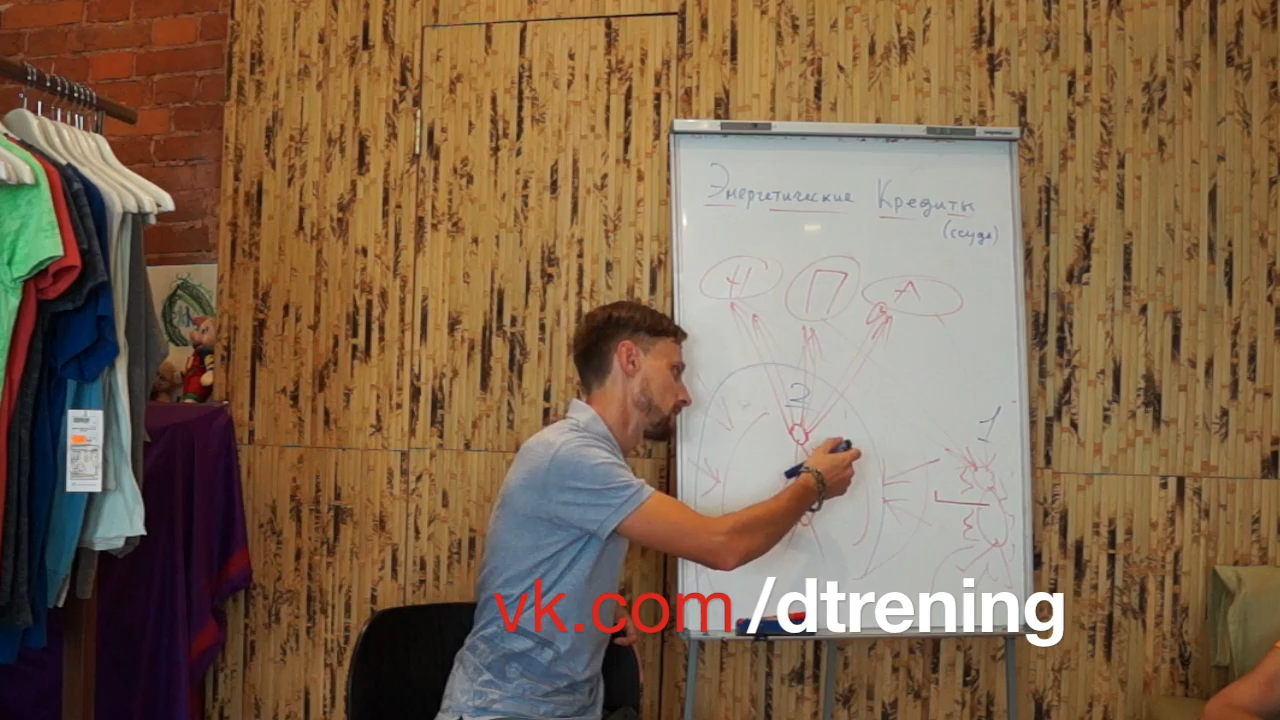 Энергетические Кредиты
(ссуда)
Н П А
2
1
vk.com/dtrening